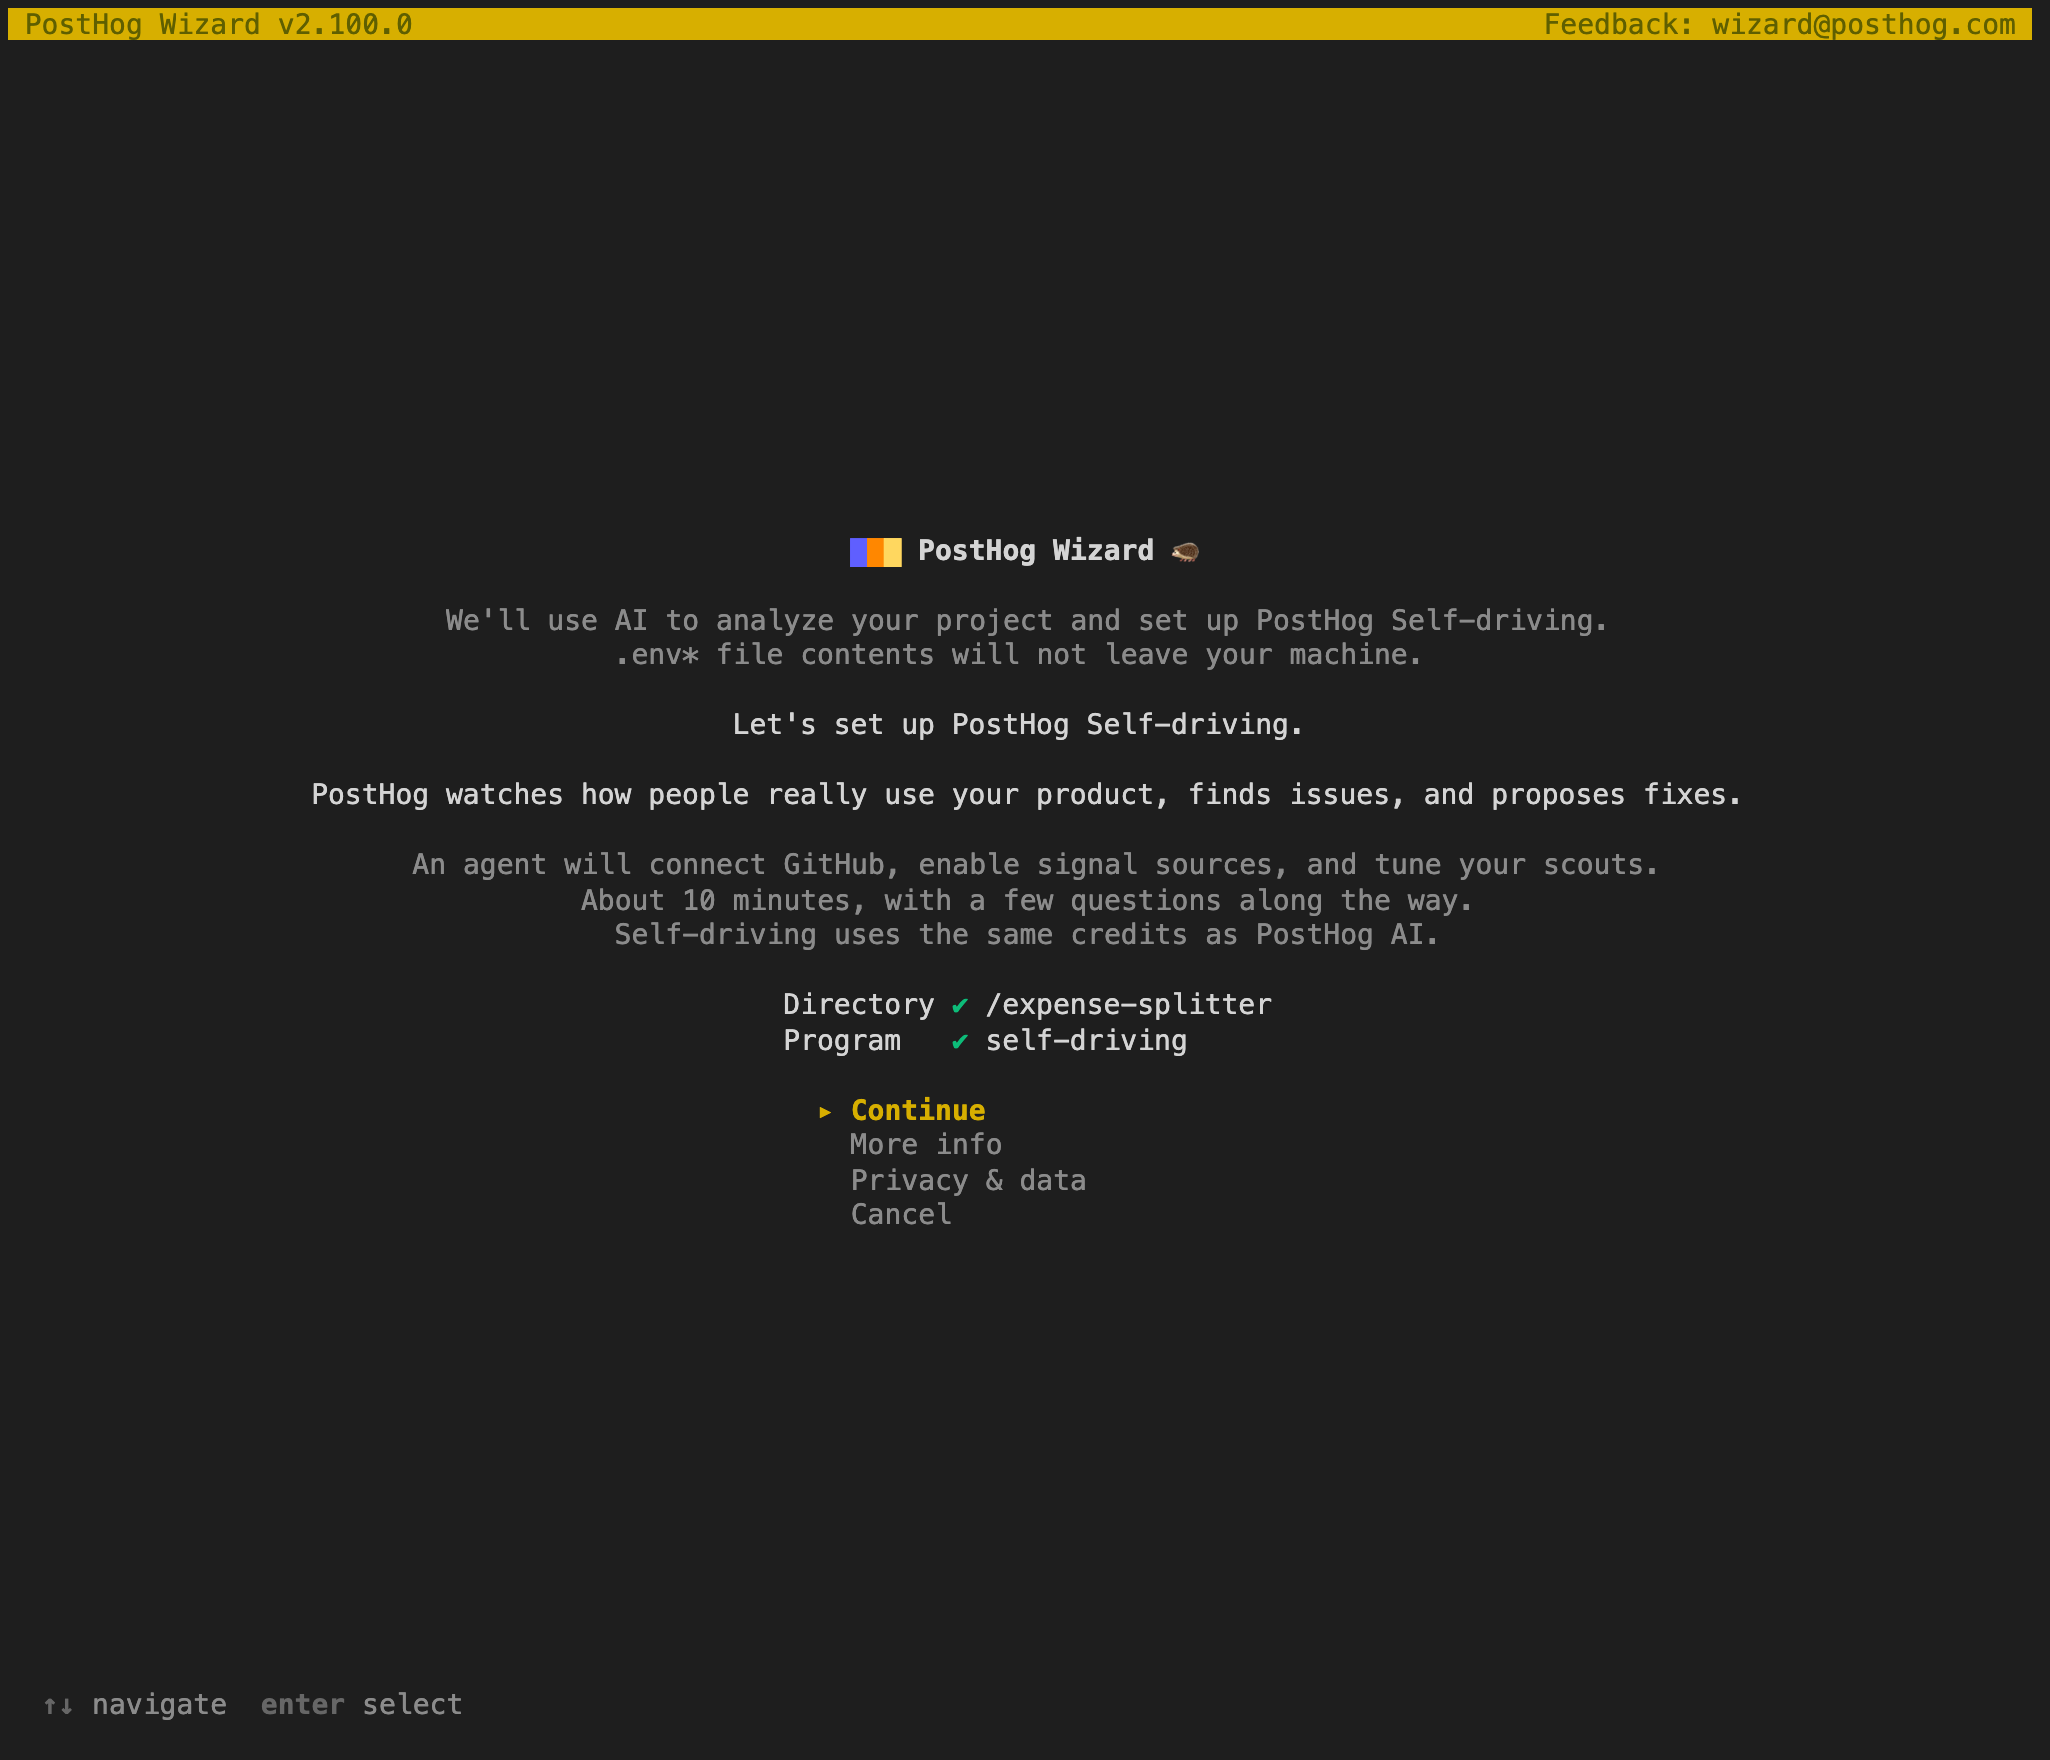 PostHog Wizard v2.100.0 Feedback: wizard@posthog.com
PostHog Wizard 🦔
We'll use AI to analyze your project and set up PostHog Self-driving.
.env* file contents will not leave your machine.
Let's set up PostHog Self-driving.
PostHog watches how people really use your product, finds issues, and proposes fixes.
An agent will connect GitHub, enable signal sources, and tune your scouts.
About 10 minutes, with a few questions along the way.
Self-driving uses the same credits as PostHog AI.
Directory ✔ /expense-splitter
Program ✔ self-driving
▸ Continue
More info
Privacy & data
Cancel
↑↓ navigate enter select